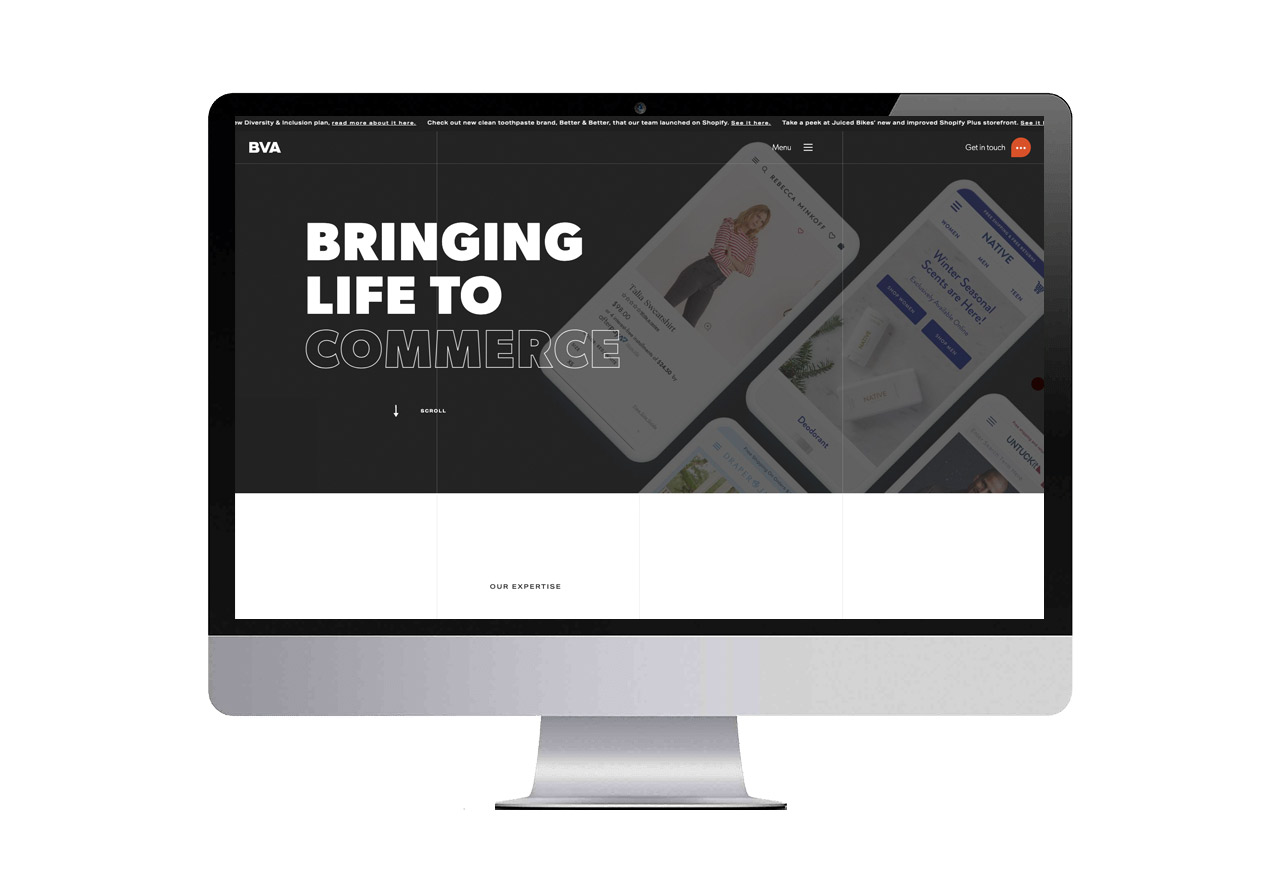 ew Diversity & Inclusion plan, read more about it here. Check out new clean toothpaste brand, Better & Better, that our team launched on Shopify. See it here. Take a peek at Juiced Bikes' new and improved Shopify Plus storefront. See it
BVA
Menu
Get in touch
BRINGING
LIFE TO
COMMERCE
SCROLL
REBECCA MINKOFF
Talia Sweatshirt
$98.00
NATIVE
WOMEN
MEN
TEEN
Winter Seasonal
Scents are Here!
Exclusively Available Online
SHOP WOMEN
SHOP MEN
NATIVE
Deodorant
DRAPER
UNTUCKit
OUR EXPERTISE